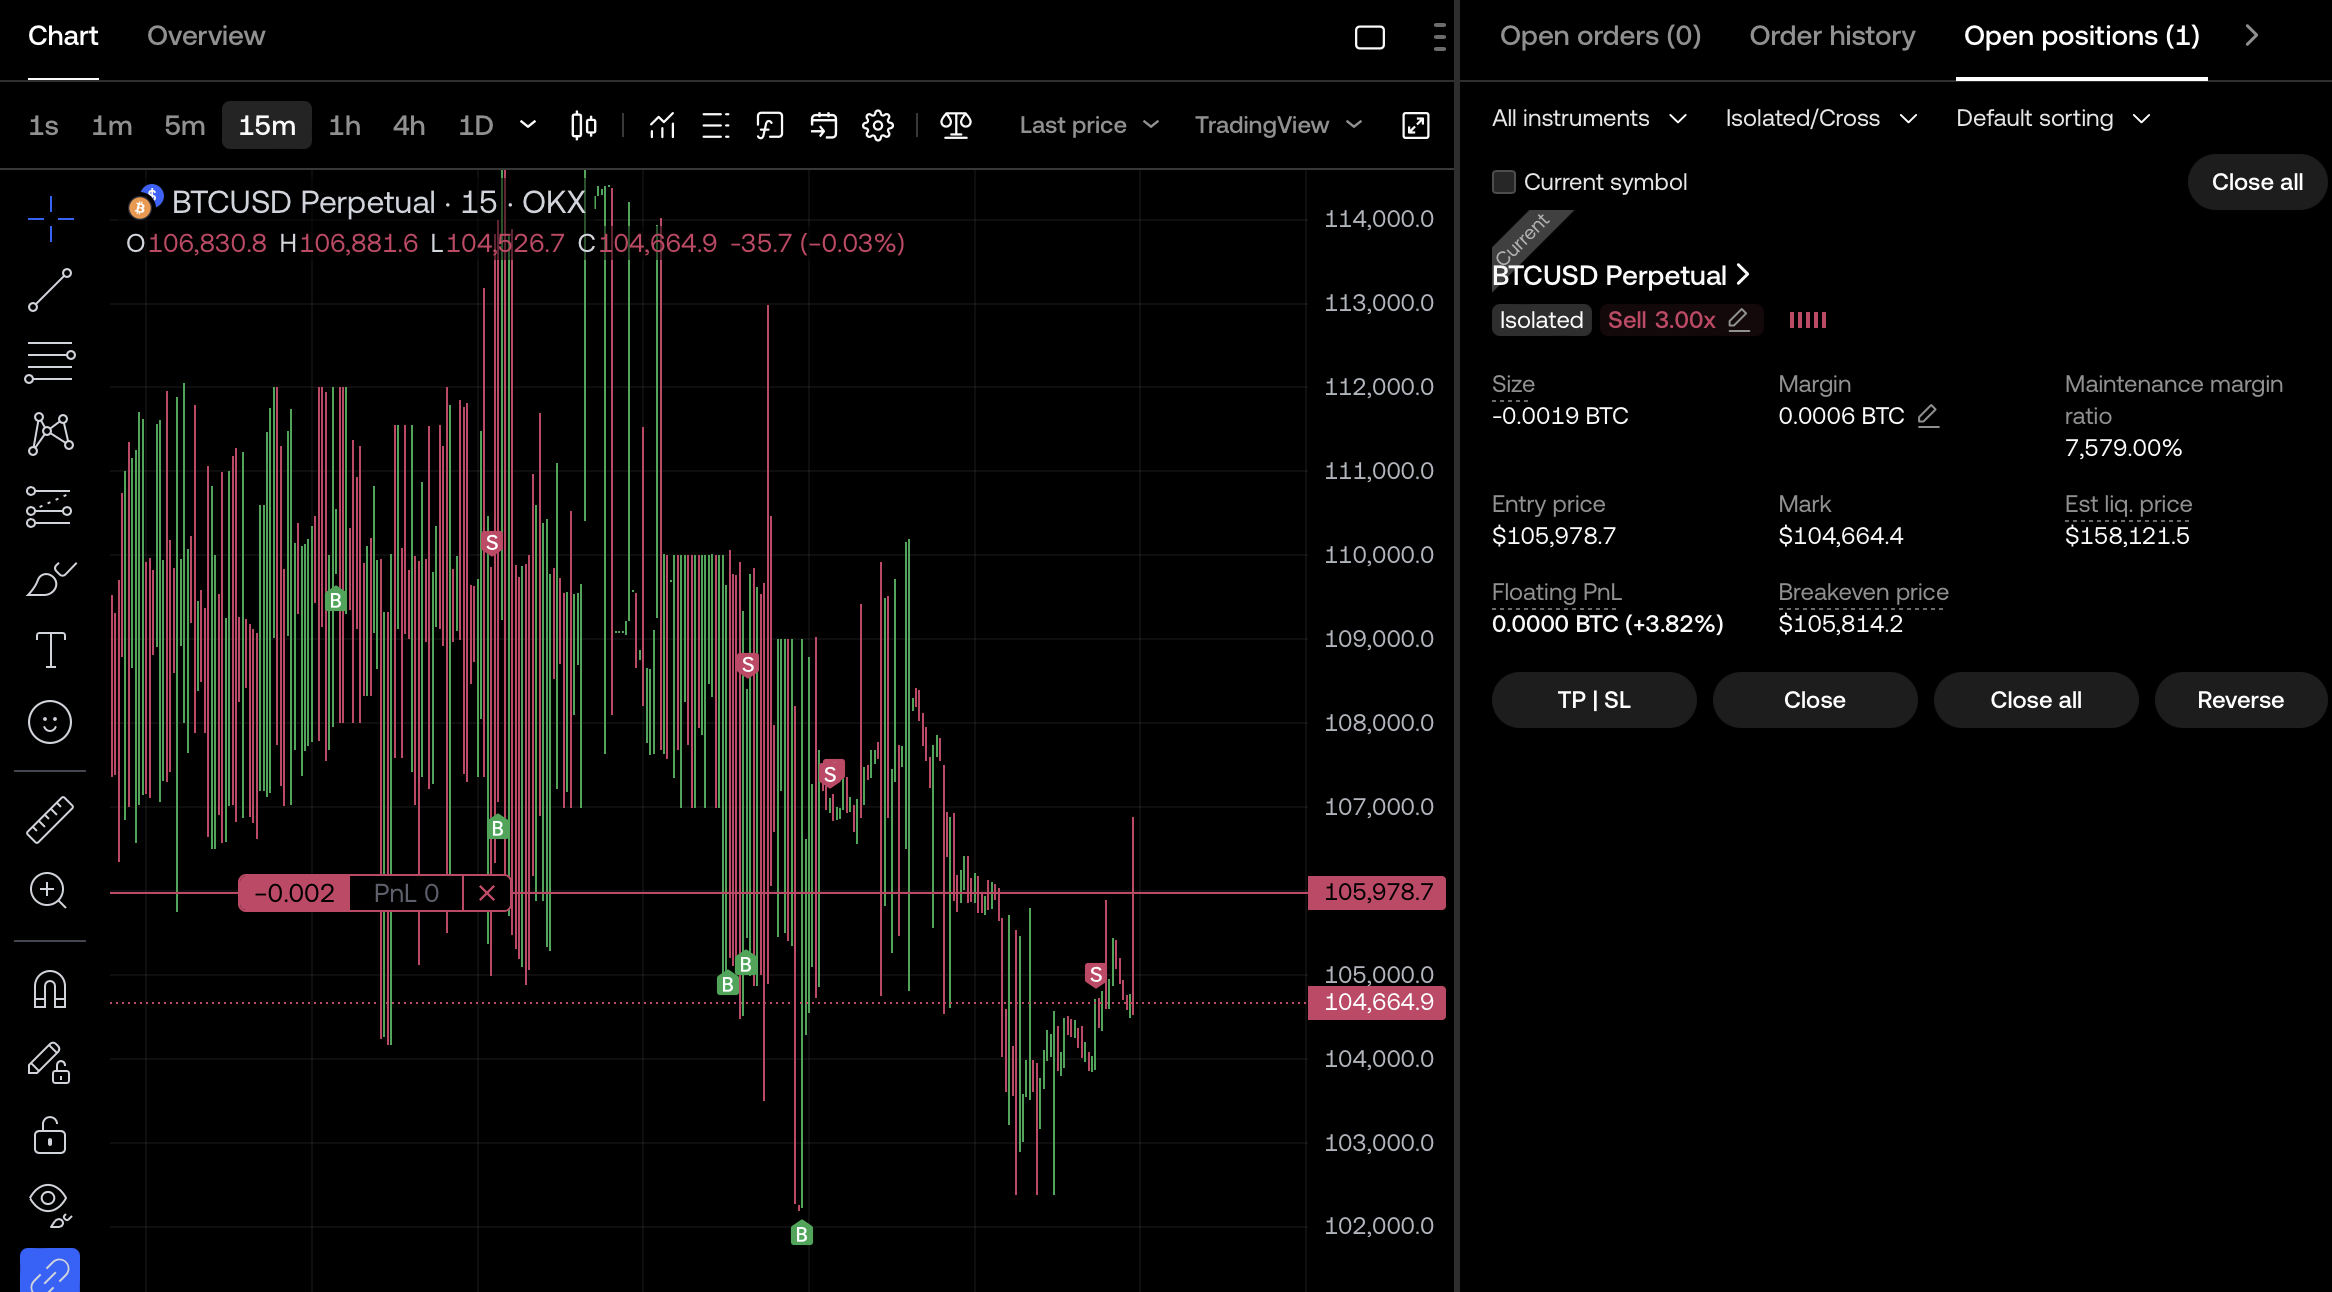 Chart Overview
1s 1m 5m 15m 1h 4h 1D Last price TradingView
BTCUSD Perpetual · 15 · OKX
O106,830.8 H106,881.6 L104,526.7 C104,664.9 -35.7 (−0.03%)
114,000.0
113,000.0
112,000.0
111,000.0
110,000.0
109,000.0
108,000.0
107,000.0
105,978.7
105,000.0
104,664.9
104,000.0
103,000.0
102,000.0
S
B
S
S
B
−0.002 PnL 0
B
B
S
B
Open orders (0) Order history Open positions (1)
All instruments Isolated/Cross Default sorting
Current symbol Close all
Current
BTCUSD Perpetual
Isolated Sell 3.00x
Size Margin Maintenance margin
ratio
-0.0019 BTC 0.0006 BTC
7,579.00%
Entry price Mark Est liq. price
$105,978.7 $104,664.4 $158,121.5
Floating PnL Breakeven price
0.0000 BTC (+3.82%) $105,814.2
TP | SL Close Close all Reverse